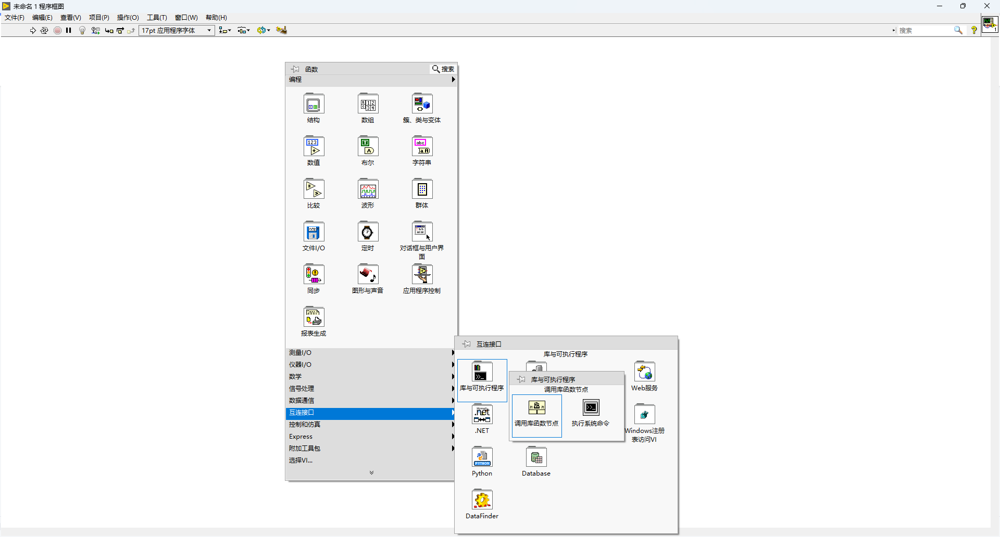 未命名 1 程序框图
文件(F) 编辑(E) 查看(V) 项目(P) 操作(O) 工具(T) 窗口(W) 帮助(H)
17pt 应用程序字体
搜索
1
函数
搜索
编程
结构 数组 簇、类与变体
数值 布尔 字符串
比较 波形 群体
文件I/O 定时 对话框与用户界
面
同步 图形与声音 应用程序控制
报表生成
测量I/O
仪器I/O
数学
信号处理
数据通信
互连接口
控制和仿真
Express
附加工具包
选择VI...
互连接口
库与可执行程序
库与可执行程序 Web服务
库与可执行程序
调用库函数节点
调用库函数节点 执行系统命令
.NET Windows注册
表访问VI
Python Database
DataFinder